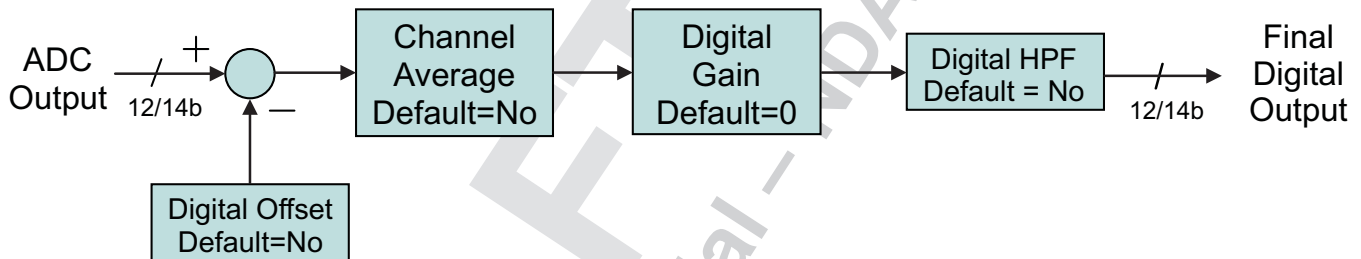 ADC
Output
12/14b
+
−
Digital Offset
Default=No
Channel
Average
Default=No
Digital
Gain
Default=0
Digital HPF
Default = No
12/14b
Final
Digital
Output